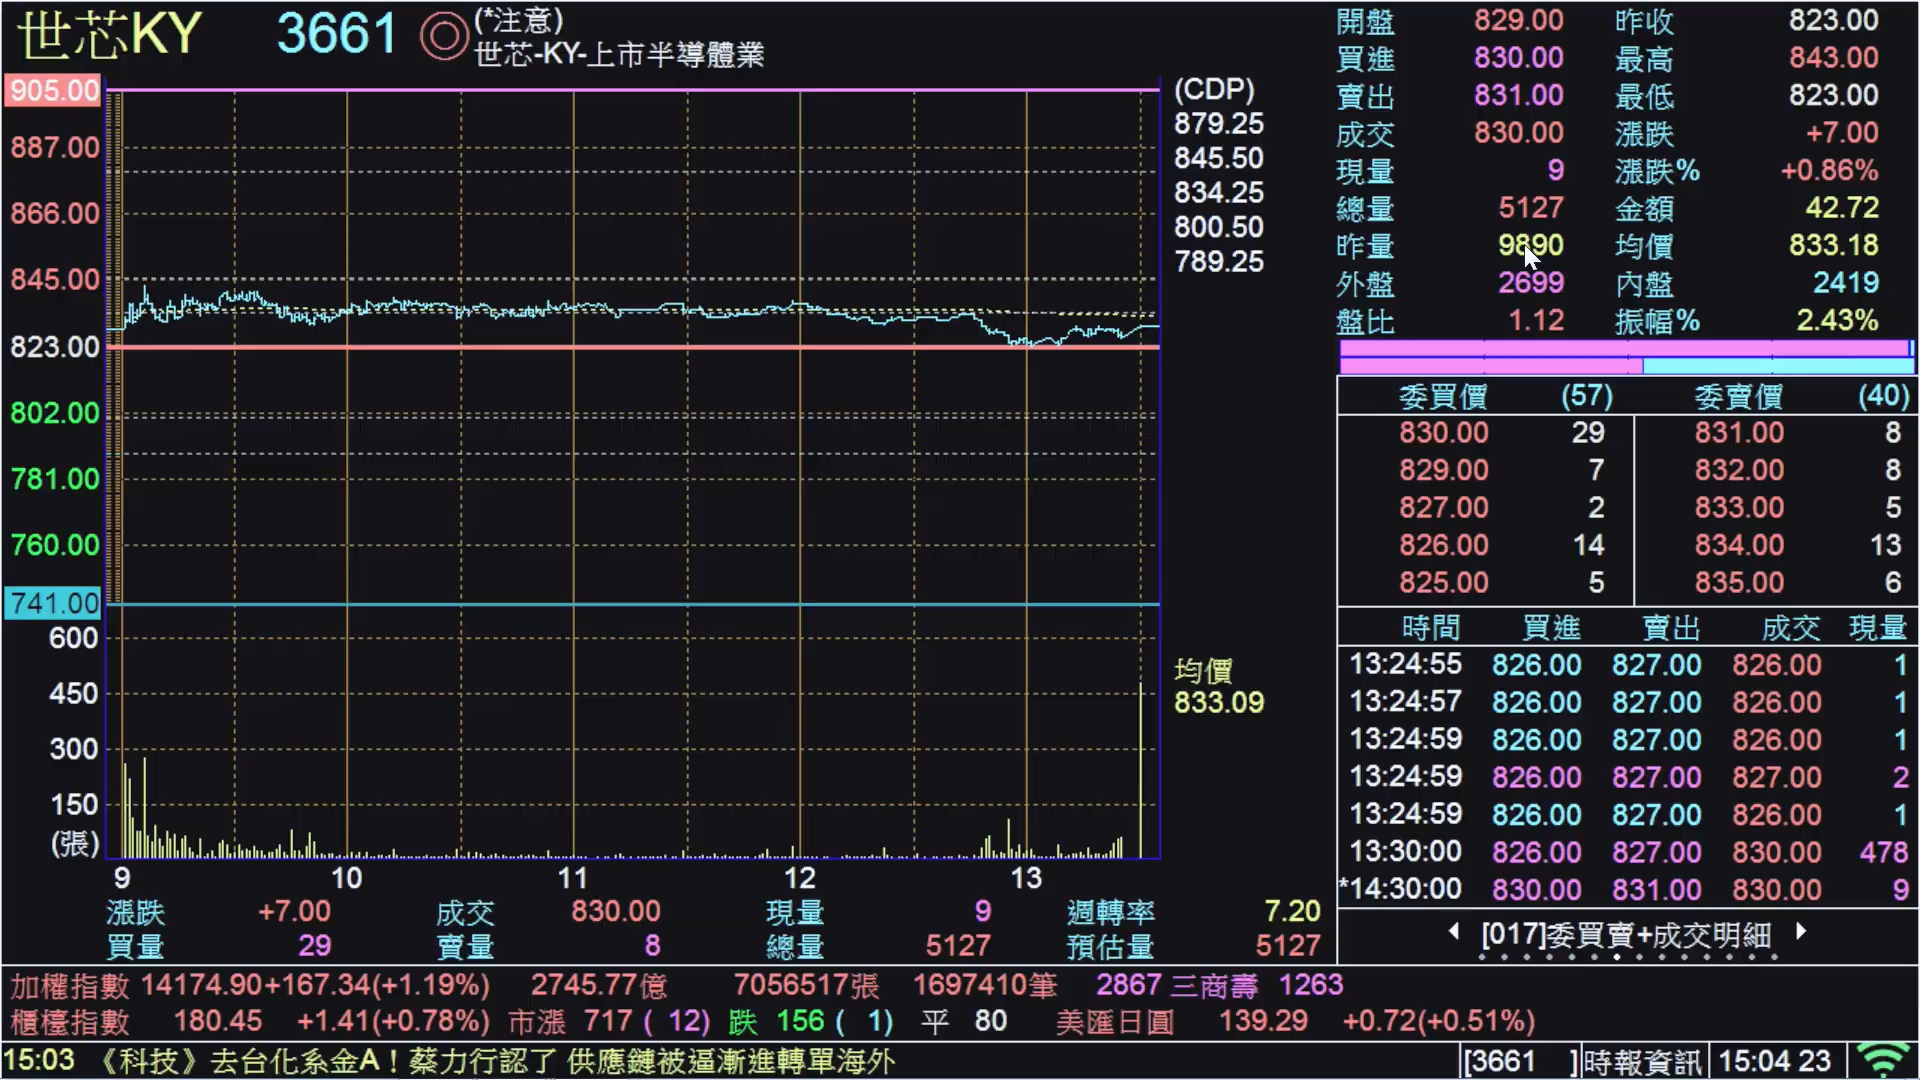 世芯KY 3661 (*注意)
世芯-KY-上市半導體業
905.00
887.00
866.00
845.00
823.00
802.00
781.00
760.00
741.00
600
450
300
150
(張)
9 10 11 12 13
(CDP)
879.25
845.50
834.25
800.50
789.25
均價
833.09
漲跌 +7.00 成交 830.00 現量 9 週轉率 7.20
買量 29 賣量 8 總量 5127 預估量 5127
開盤 829.00 昨收 823.00
買進 830.00 最高 843.00
賣出 831.00 最低 823.00
成交 830.00 漲跌 +7.00
現量 9 漲跌% +0.86%
總量 5127 金額 42.72
昨量 9890 均價 833.18
外盤 2699 內盤 2419
盤比 1.12 振幅% 2.43%
委買價 (57) 委賣價 (40)
830.00 29 831.00 8
829.00 7 832.00 8
827.00 2 833.00 5
826.00 14 834.00 13
825.00 5 835.00 6
時間 買進 賣出 成交 現量
13:24:55 826.00 827.00 826.00 1
13:24:57 826.00 827.00 826.00 1
13:24:59 826.00 827.00 826.00 1
13:24:59 826.00 827.00 827.00 2
13:24:59 826.00 827.00 826.00 1
13:30:00 826.00 827.00 830.00 478
*14:30:00 830.00 831.00 830.00 9
[017]委買賣+成交明細
加權指數 14174.90+167.34(+1.19%) 2745.77億 7056517張 1697410筆 2867 三商壽 1263
櫃檯指數 180.45 +1.41(+0.78%) 市漲 717 ( 12) 跌 156 ( 1) 平 80 美匯日圓 139.29 +0.72(+0.51%)
15:03 《科技》去台化系金A！蔡力行認了 供應鏈被逼漸進轉單海外 [3661 ] 時報資訊 15:04 23